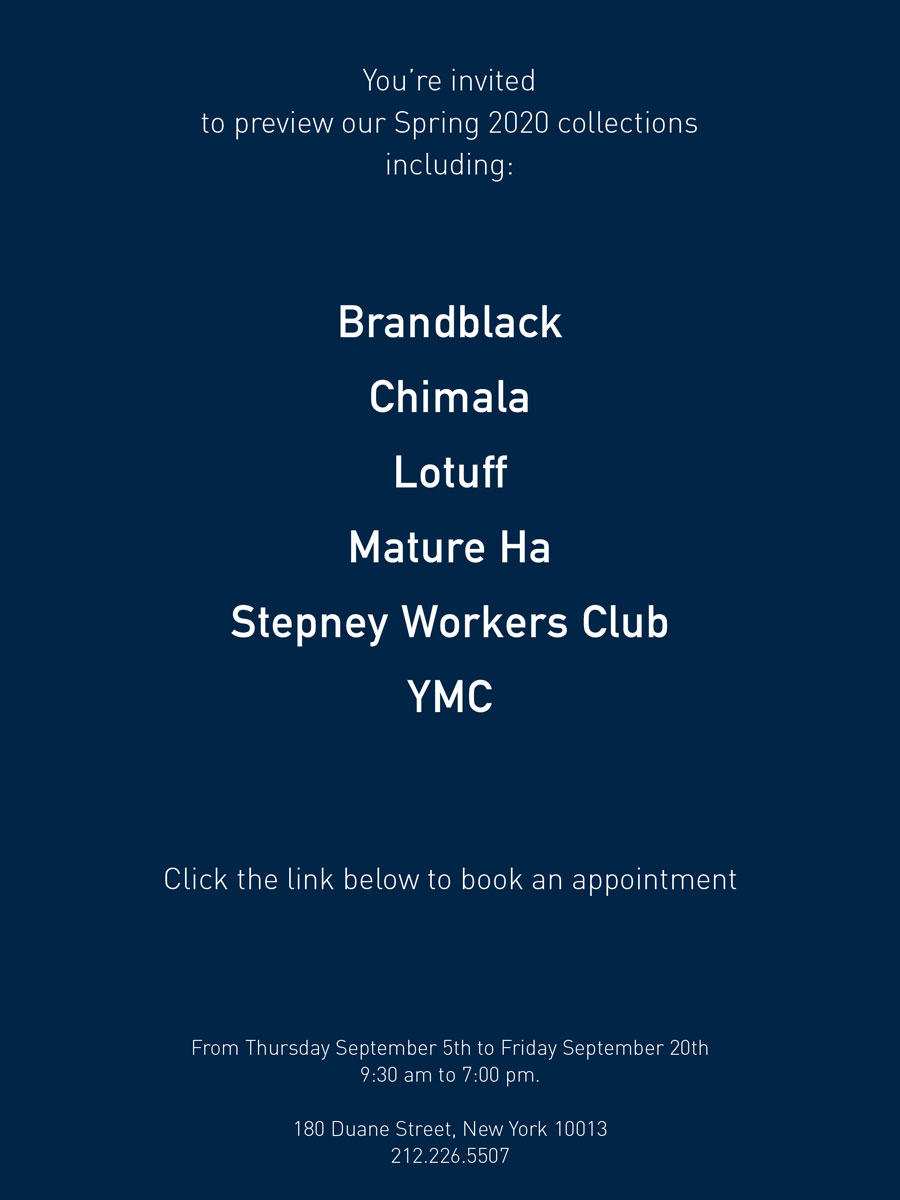 You’re invited
to preview our Spring 2020 collections
including:
Brandblack
Chimala
Lotuff
Mature Ha
Stepney Workers Club
YMC
Click the link below to book an appointment
From Thursday September 5th to Friday September 20th
9:30 am to 7:00 pm.
180 Duane Street, New York 10013
212.226.5507